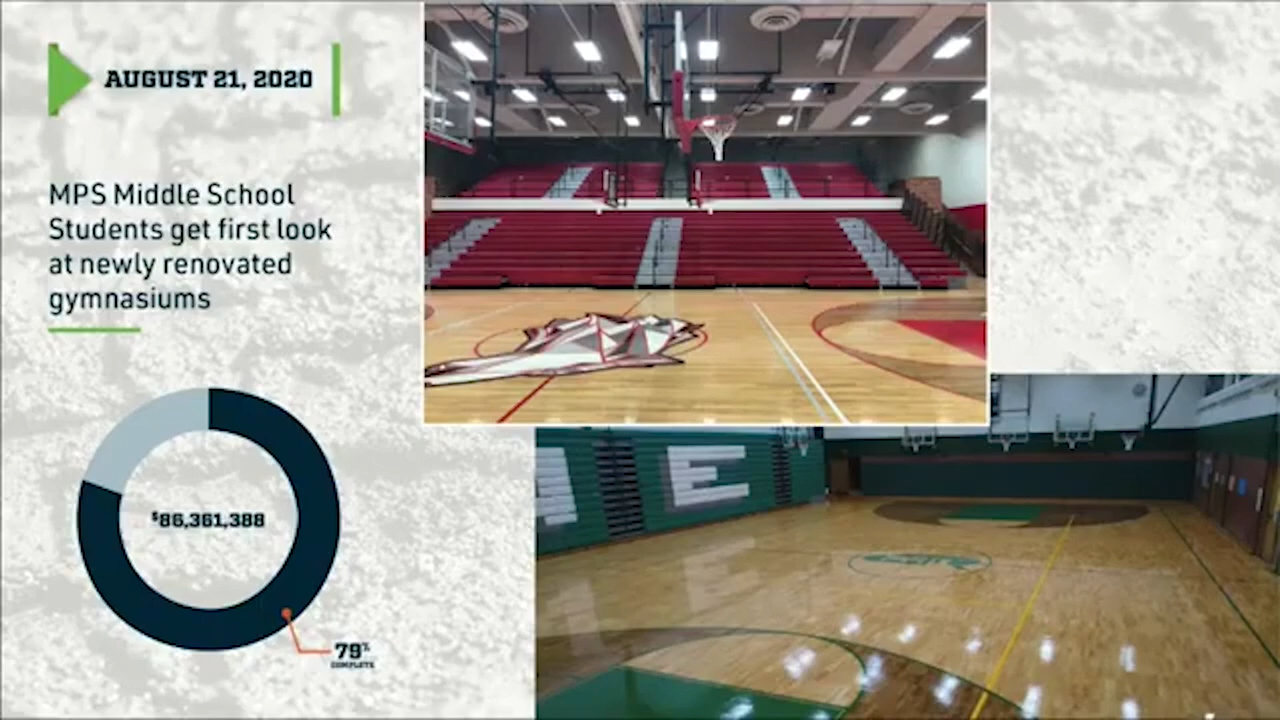 AUGUST 21, 2020
MPS Middle School
Students get first look
at newly renovated
gymnasiums
$86,361,388
79%
COMPLETE
E